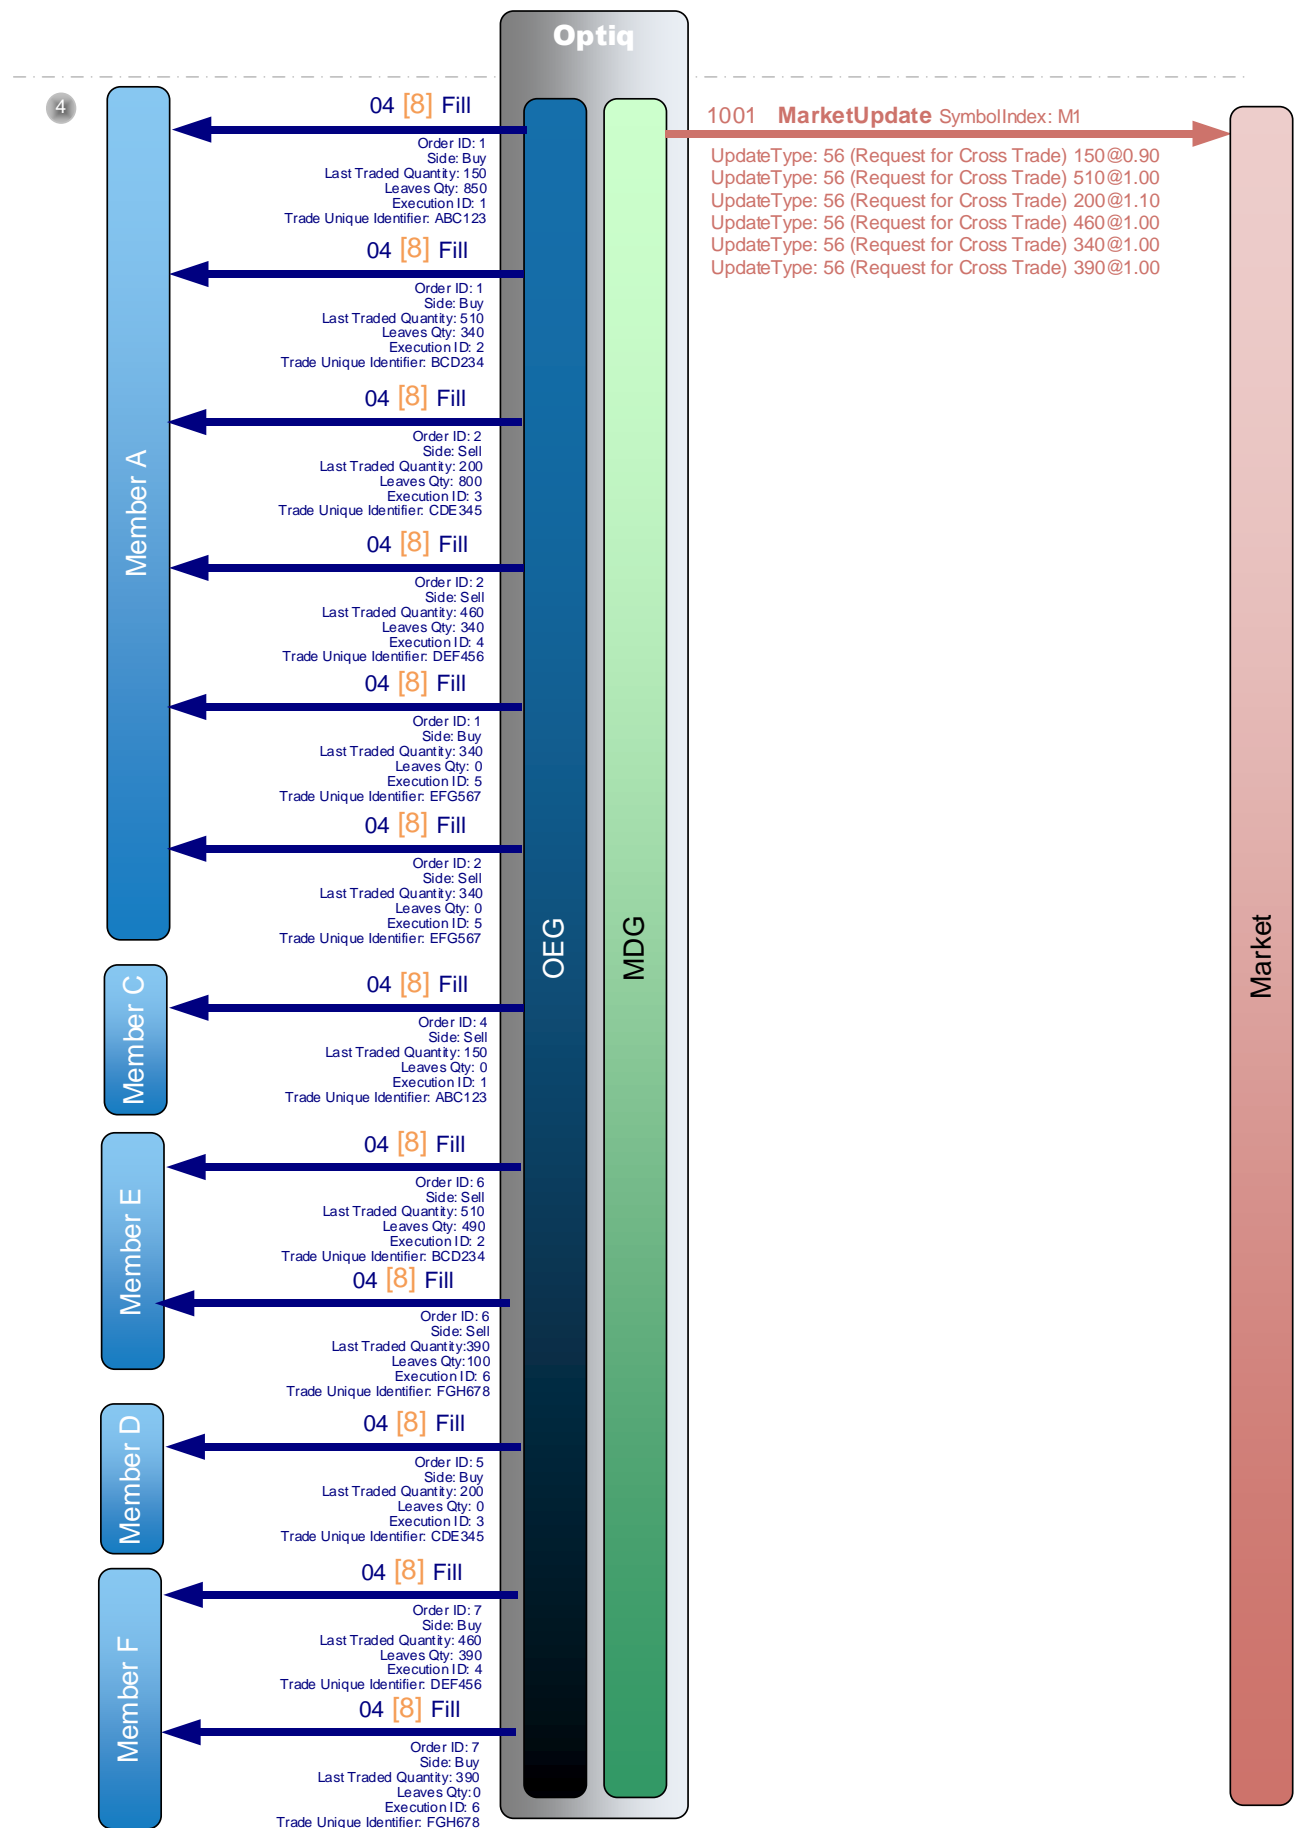 Optiq
4
04 [8] Fill
Order ID: 1
Side: Buy
Last Traded Quantity: 150
Leaves Qty: 850
Execution ID: 1
Trade Unique Identifier: ABC123
04 [8] Fill
Order ID: 1
Side: Buy
Last Traded Quantity: 510
Leaves Qty: 340
Execution ID: 2
Trade Unique Identifier: BCD234
04 [8] Fill
Order ID: 2
Side: Sell
Last Traded Quantity: 200
Leaves Qty: 800
Execution ID: 3
Trade Unique Identifier: CDE345
04 [8] Fill
Order ID: 2
Side: Sell
Last Traded Quantity: 460
Leaves Qty: 340
Execution ID: 4
Trade Unique Identifier: DEF456
04 [8] Fill
Order ID: 1
Side: Buy
Last Traded Quantity: 340
Leaves Qty: 0
Execution ID: 5
Trade Unique Identifier: EFG567
04 [8] Fill
Order ID: 2
Side: Sell
Last Traded Quantity: 340
Leaves Qty: 0
Execution ID: 5
Trade Unique Identifier: EFG567
Member A
04 [8] Fill
Order ID: 4
Side: Sell
Last Traded Quantity: 150
Leaves Qty: 0
Execution ID: 1
Trade Unique Identifier: ABC123
Member C
04 [8] Fill
Order ID: 6
Side: Sell
Last Traded Quantity: 510
Leaves Qty: 490
Execution ID: 2
Trade Unique Identifier: BCD234
04 [8] Fill
Order ID: 6
Side: Sell
Last Traded Quantity:390
Leaves Qty:100
Execution ID: 6
Trade Unique Identifier: FGH678
Member E
04 [8] Fill
Order ID: 5
Side: Buy
Last Traded Quantity: 200
Leaves Qty: 0
Execution ID: 3
Trade Unique Identifier: CDE345
Member D
04 [8] Fill
Order ID: 7
Side: Buy
Last Traded Quantity: 460
Leaves Qty: 390
Execution ID: 4
Trade Unique Identifier: DEF456
04 [8] Fill
Order ID: 7
Side: Buy
Last Traded Quantity: 390
Leaves Qty:0
Execution ID: 6
Trade Unique Identifier: FGH678
Member F
OEG
MDG
1001 MarketUpdate SymbolIndex: M1
UpdateType: 56 (Request for Cross Trade) 150@0.90
UpdateType: 56 (Request for Cross Trade) 510@1.00
UpdateType: 56 (Request for Cross Trade) 200@1.10
UpdateType: 56 (Request for Cross Trade) 460@1.00
UpdateType: 56 (Request for Cross Trade) 340@1.00
UpdateType: 56 (Request for Cross Trade) 390@1.00
Market